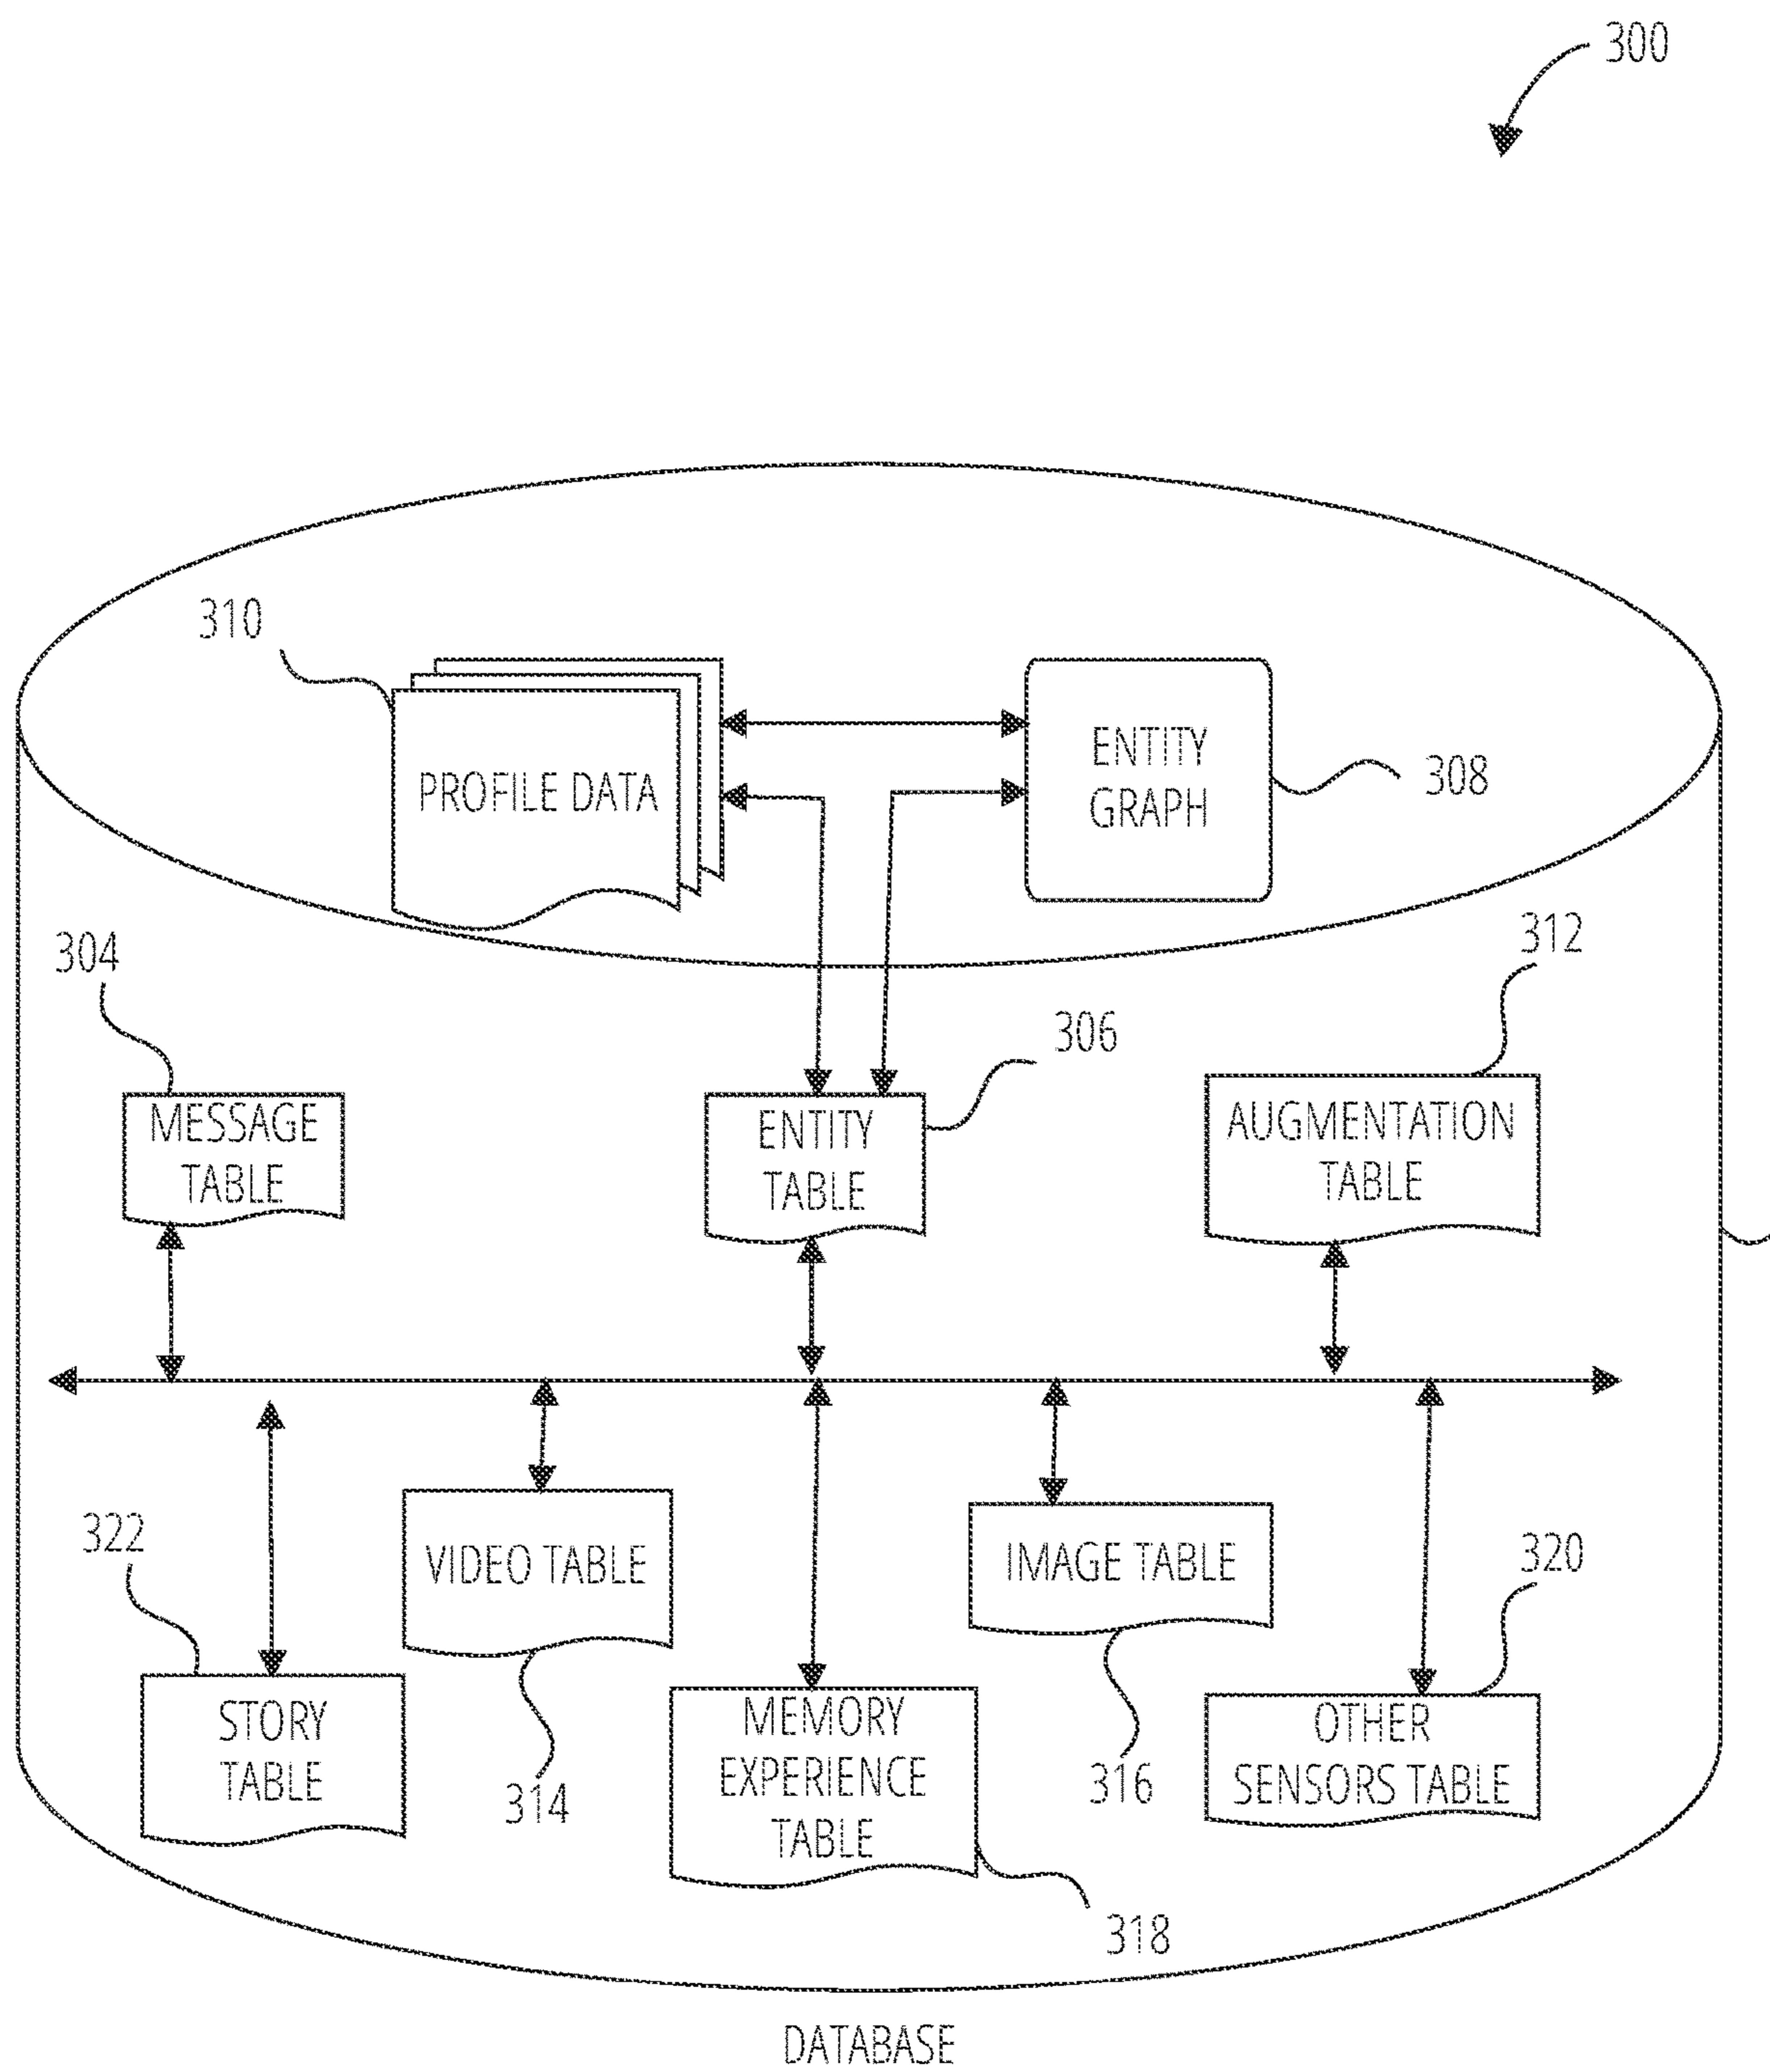 300
310
PROFILE DATA
ENTITY
GRAPH
308
304
312
306
MESSAGE
TABLE
ENTITY
TABLE
AUGMENTATION
TABLE
322
VIDEO TABLE
IMAGE TABLE
320
STORY
TABLE
314
MEMORY
EXPERIENCE
TABLE
316
OTHER
SENSORS TABLE
318
DATABASE